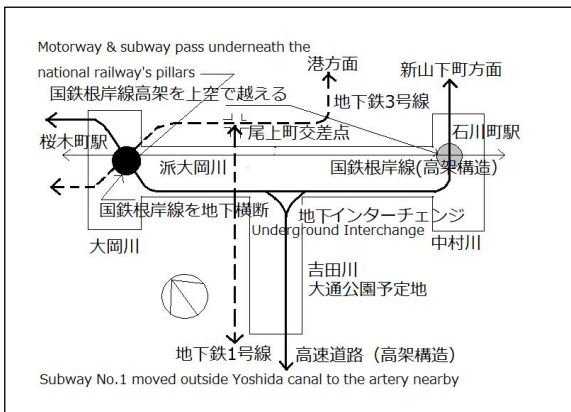 Motorway & subway pass underneath the
national railway's pillars
港方面
新山下町方面
国鉄根岸線高架を上空で越える
地下鉄3号線
桜木町駅
尾上町交差点
石川町駅
派大岡川
国鉄根岸線(高架構造)
国鉄根岸線を地下横断
地下インターチェンジ
Underground Interchange
大岡川
中村川
吉田川
大通公園予定地
地下鉄1号線
高速道路（高架構造）
Subway No.1 moved outside Yoshida canal to the artery nearby